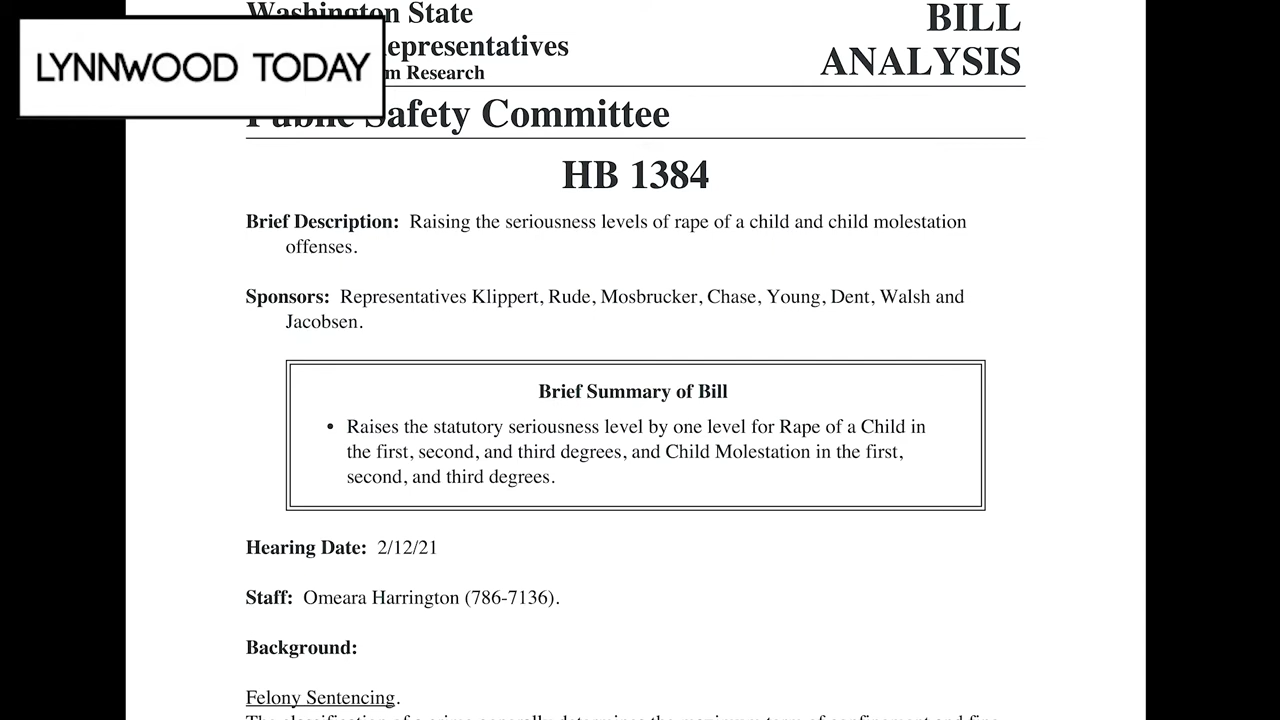 Washington State
BILL
LYNNWOOD TODAY
epresentatives
ANALYSIS
m Research
Safety Committee
HB 1384
Brief Description: Raising the seriousness levels of rape of a child and child molestation
offenses.
Sponsors: Representatives Klippert, Rude, Mosbrucker, Chase, Young, Dent, Walsh and
Jacobsen.
Brief Summary of Bill
• Raises the statutory seriousness level by one level for Rape of a Child in
the first, second, and third degrees, and Child Molestation in the first,
second, and third degrees.
Hearing Date: 2/12/21
Staff: Omeara Harrington (786-7136).
Background:
Felony Sentencing.